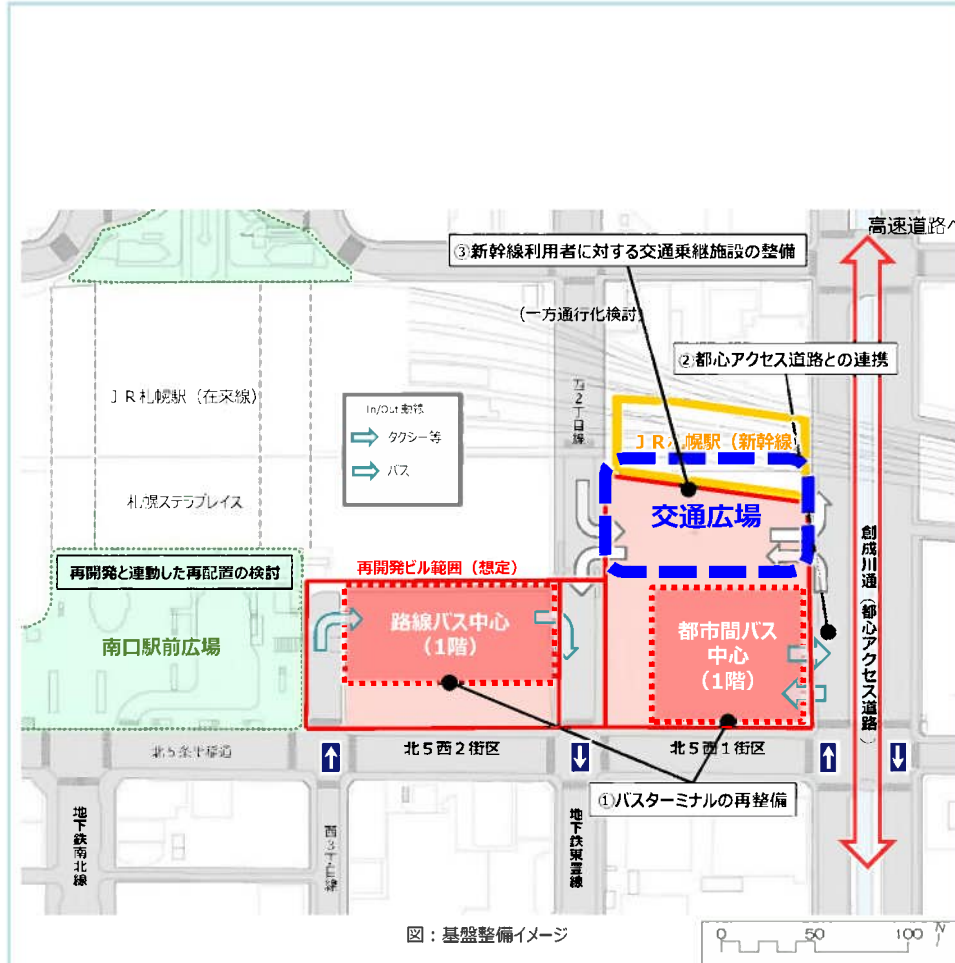 高速道路へ
③新幹線利用者に対する交通乗継施設の整備
(一方通行化検討)
②都心アクセス道路との連携
JR札幌駅（在来線）
In/Out 動線
タクシー等
バス
西2丁目線
JR札幌駅（新幹線
札幌ステラプレイス
交通広場
再開発と連動した再配置の検討
再開発ビル範囲（想定）
創成川通（都心アクセス道路）
南口駅前広場
路線バス中心
（1階）
都市間バス
中心
（1階）
北5条手稲通
北５西２街区
北５西１街区
①バスターミナルの再整備
地下鉄南北線
西3丁目線
地下鉄東豊線
図：基盤整備イメージ
0 50 100 N